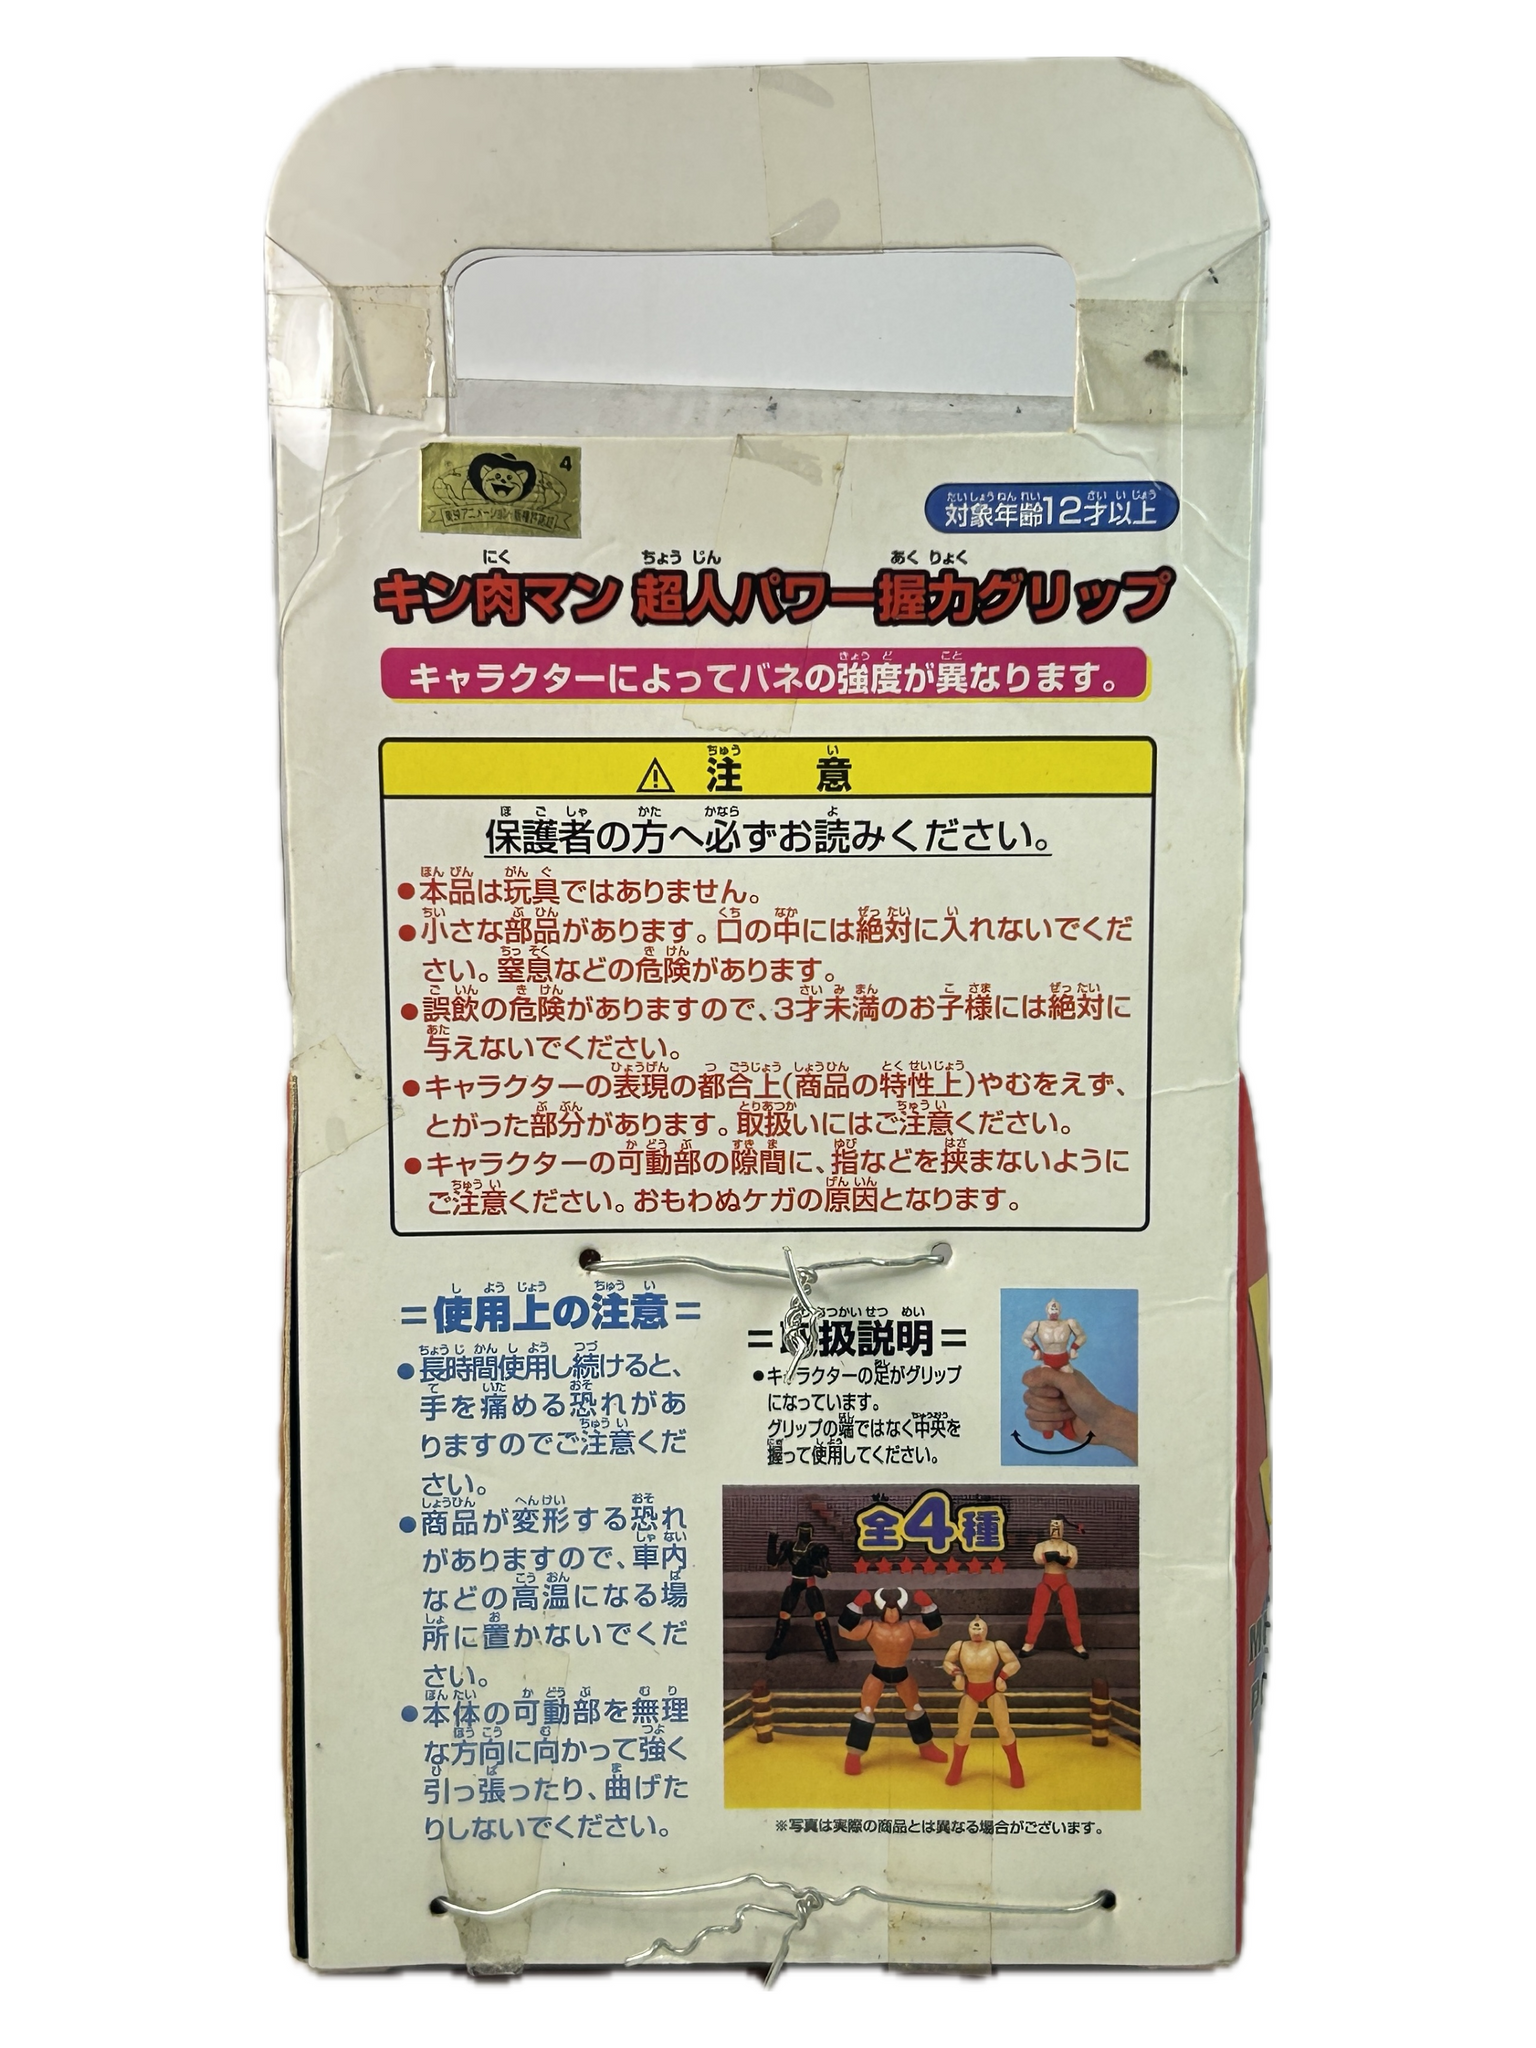 4
東映アニメーション・版権許諾証
対象年齢12才以上
キン肉マン 超人パワー握力グリップ
キャラクターによってバネの強度が異なります。
⚠ 注 意
保護者の方へ必ずお読みください。
●本品は玩具ではありません。
●小さな部品があります。口の中には絶対に入れないでくだ
さい。窒息などの危険があります。
●誤飲の危険がありますので、3才未満のお子様には絶対に
与えないでください。
●キャラクターの表現の都合上(商品の特性上)やむをえず、
とがった部分があります。取扱いにはご注意ください。
●キャラクターの可動部の隙間に、指などを挟まないように
ご注意ください。おもわぬケガの原因となります。
=使用上の注意=
●長時間使用し続けると、
手を痛める恐れがあ
りますのでご注意くだ
さい。
●商品が変形する恐れ
がありますので、車内
などの高温になる場
所に置かないでくだ
さい。
●本体の可動部を無理
な方向に向かって強く
引っ張ったり、曲げた
りしないでください。
=取扱説明=
●キャラクターの足がグリップ
になっています。
グリップの端ではなく中央を
握って使用してください。
全4種
※写真は実際の商品とは異なる場合がございます。